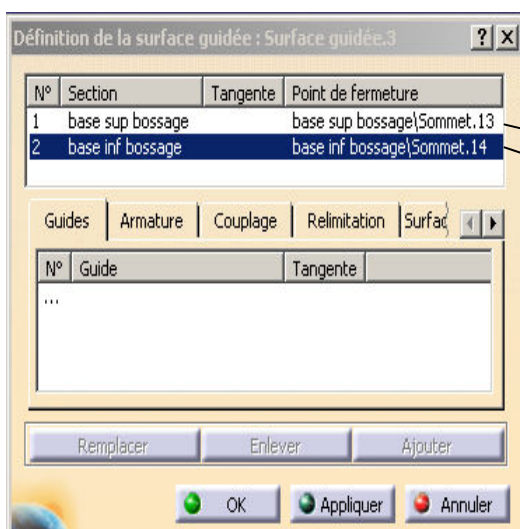 Définition de la surface guidée : Surface guidée.3
N° Section Tangente Point de fermeture
1 base sup bossage base sup bossage\Sommet.13
2 base inf bossage base inf bossage\Sommet.14
Guides Armature Couplage Relimitation Surfac
N° Guide Tangente
...
Remplacer Enlever Ajouter
OK Appliquer Annuler